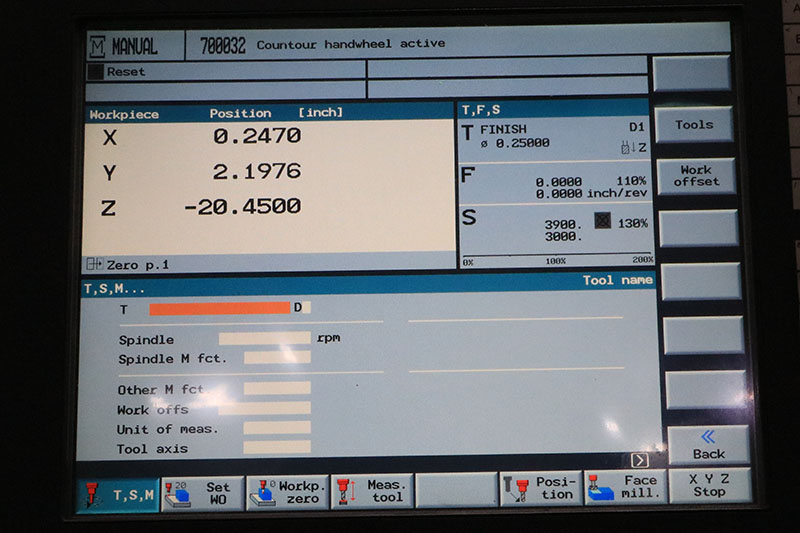 M MANUAL 700032 Countour handwheel active
Reset
Workpiece Position [inch] T,F,S
X 0.2470
Y 2.1976
Z -20.4500
T FINISH D1
ø 0.25000 Z
F 0.0000 110%
0.0000 inch/rev
S 3900. 130%
3000.
0% 100% 200%
Zero p.1
Tools
Work
offset
T,S,M... Tool name
T D
Spindle rpm
Spindle M fct.
Other M fct.
Work offs
Unit of meas.
Tool axis
Back
T,S,M
20 Set
WO
0 Workp.
zero
Meas.
tool
Posi-
tion
Face
mill.
X Y Z
Stop